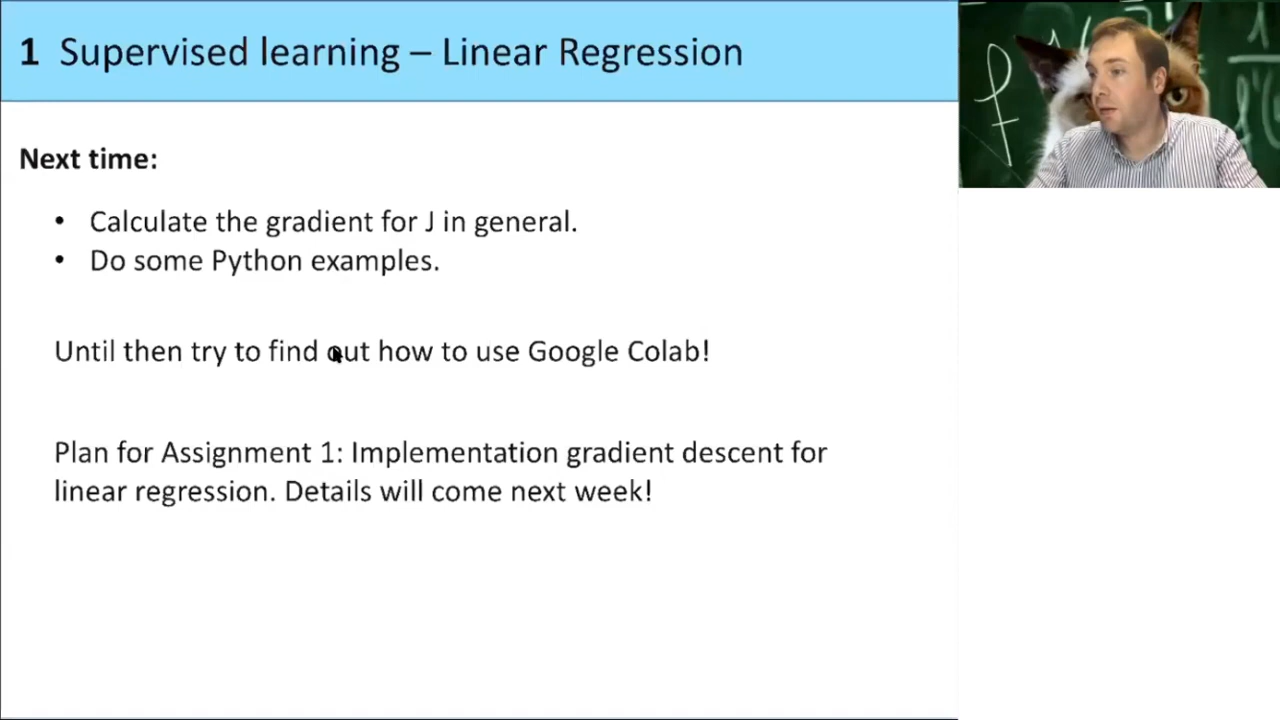 1 Supervised learning – Linear Regression
Next time:
• Calculate the gradient for J in general.
• Do some Python examples.
Until then try to find out how to use Google Colab!
Plan for Assignment 1: Implementation gradient descent for
linear regression. Details will come next week!